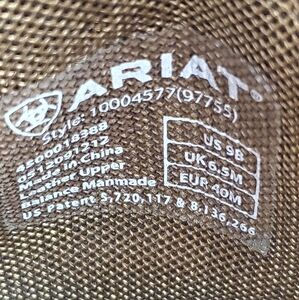 ARIAT
Style: 10004577(97755)
US 9B
UK 6.5M
EUR 40M
Made in China
Leather Upper
Balance Manmade
US Patent 5,720,117 & 8,136,266